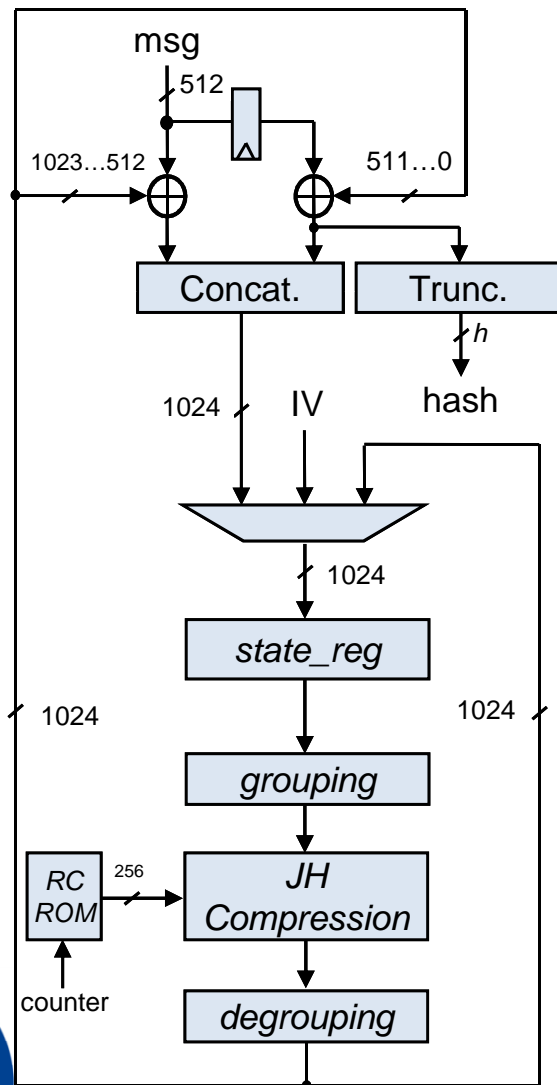 msg
512
1023...512
511...0
Concat.
Trunc.
h
1024
IV
hash
1024
state_reg
1024
1024
grouping
RC
ROM
256
JH
Compression
counter
degrouping